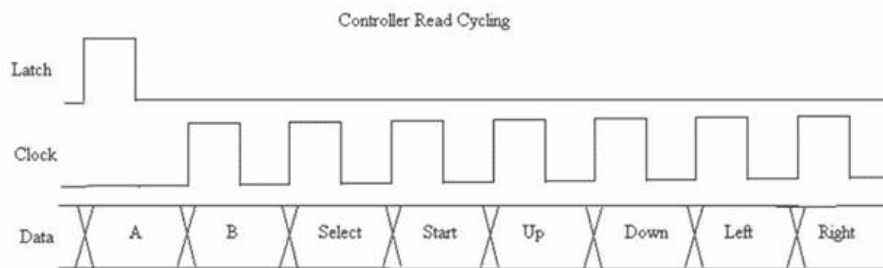 Controller Read Cycling
Latch
Clock
Data A B Select Start Up Down Left Right